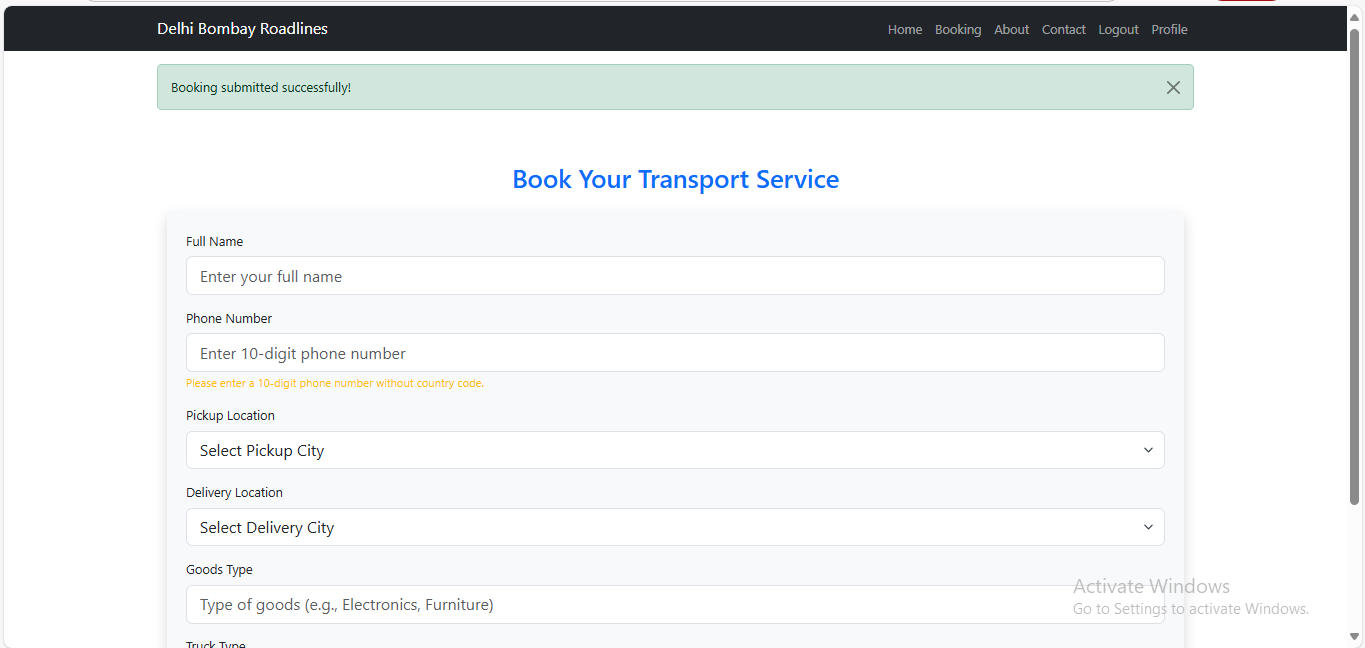 Delhi Bombay Roadlines
Home Booking About Contact Logout Profile
Booking submitted successfully!
Book Your Transport Service
Full Name
Enter your full name
Phone Number
Enter 10-digit phone number
Please enter a 10-digit phone number without country code.
Pickup Location
Select Pickup City
Delivery Location
Select Delivery City
Goods Type
Type of goods (e.g., Electronics, Furniture)
Truck Type
Activate Windows
Go to Settings to activate Windows.